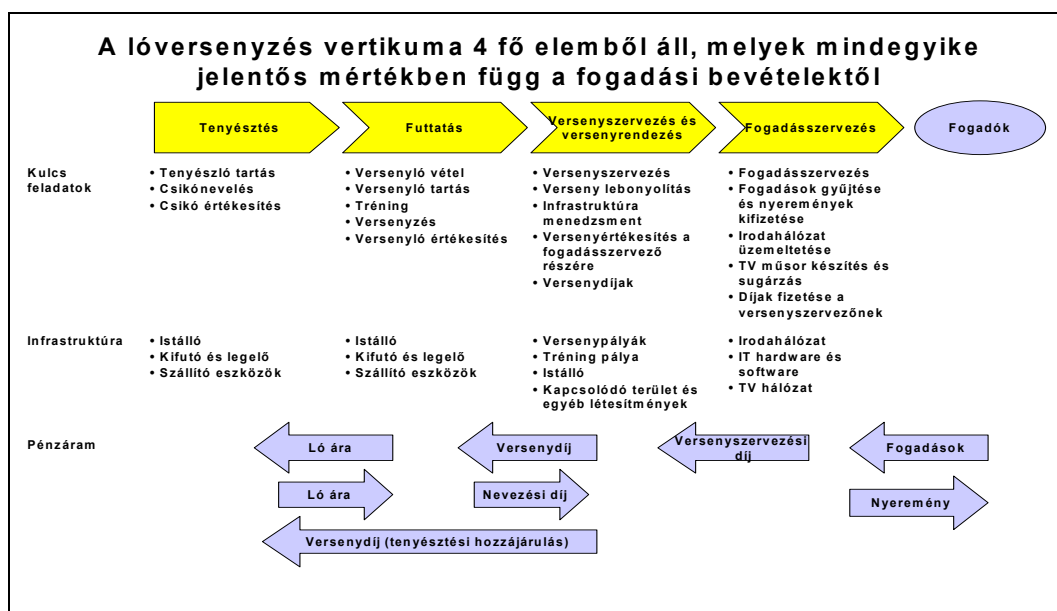 A lóversenyzés vertikuma 4 fő elemből áll, melyek mindegyike
jelentős mértékben függ a fogadási bevételektől
Tenyésztés
Futtatás
Versenyszervezés és
versenyrendezés
Fogadásszervezés
Fogadók
Kulcs
feladatok
• Tenyészló tartás
• Csikónevelés
• Csikó értékesítés
• Versenyló vétel
• Versenyló tartás
• Tréning
• Versenyzés
• Versenyló értékesítés
• Versenyszervezés
• Verseny lebonyolítás
• Infrastruktúra
menedzsment
• Versenyértékesítés a
fogadásszervező
részére
• Versenydíjak
• Fogadásszervezés
• Fogadások gyűjtése
és nyeremények
kifizetése
• Irodahálózat
üzemeltetése
• TV műsor készítés és
sugárzás
• Díjak fizetése a
versenyszervezőnek
Infrastruktúra
• Istálló
• Kifutó és legelő
• Szállító eszközök
• Istálló
• Kifutó és legelő
• Szállító eszközök
• Versenypályák
• Tréning pálya
• Istálló
• Kapcsolódó terület és
egyéb létesítmények
• Irodahálózat
• IT hardware és
software
• TV hálózat
Pénzáram
Ló ára
Versenydíj
Versenyszervezési
díj
Fogadások
Ló ára
Nevezési díj
Nyeremény
Versenydíj (tenyésztési hozzájárulás)